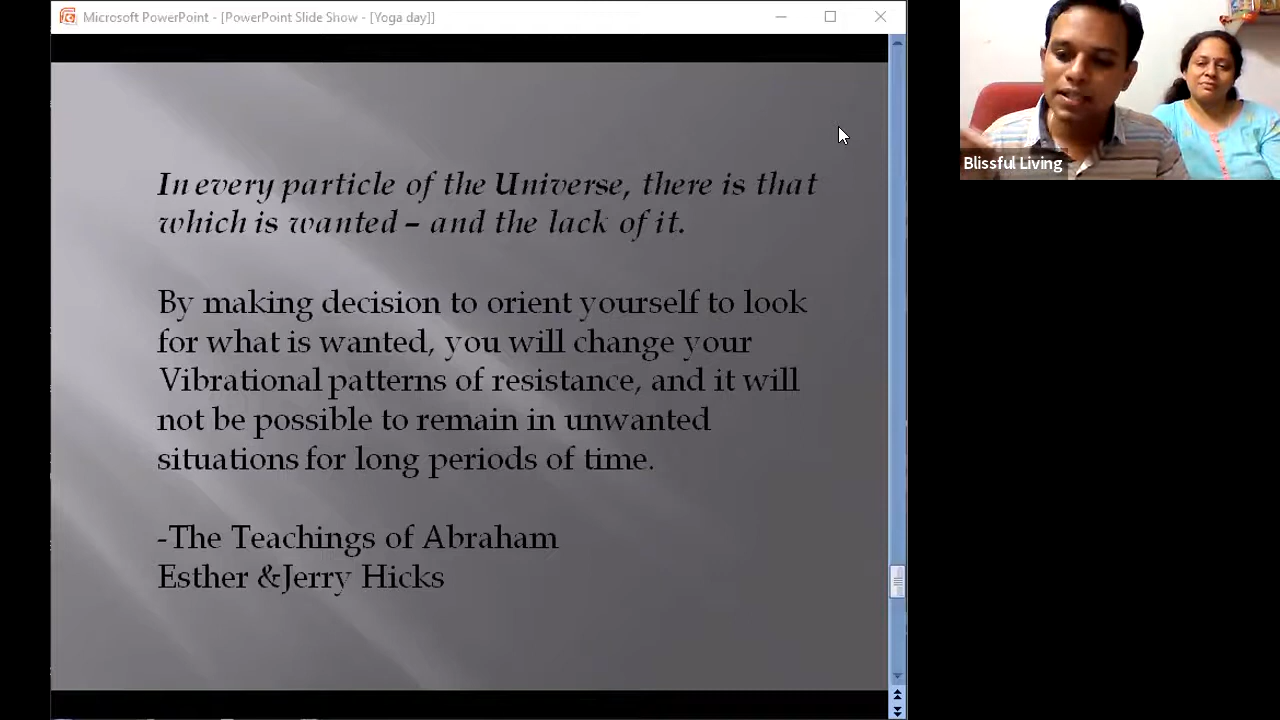 Microsoft PowerPoint - [PowerPoint Slide Show - [Yoga day]]
In every particle of the Universe, there is that
which is wanted – and the lack of it.
By making decision to orient yourself to look
for what is wanted, you will change your
Vibrational patterns of resistance, and it will
not be possible to remain in unwanted
situations for long periods of time.
-The Teachings of Abraham
Esther &Jerry Hicks
Blissful Living